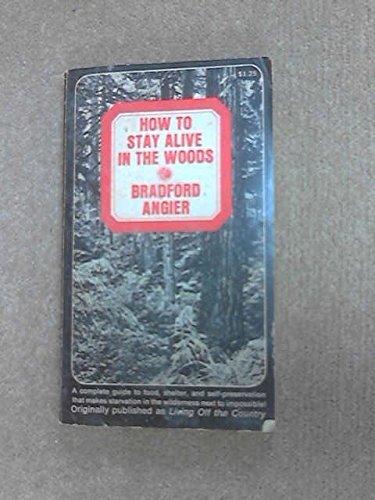 $1.25
HOW TO
STAY ALIVE
IN THE WOODS
BRADFORD
ANGIER
A complete guide to food, shelter, and self-preservation
that makes starvation in the wilderness next to impossible!
Originally published as Living Off the Country